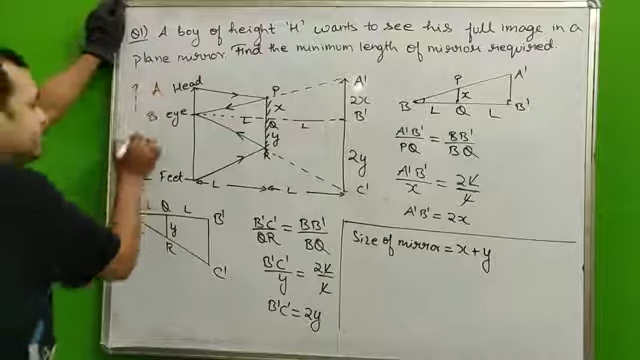 Q1) A boy of height 'H' wants to see his full image in a
plane mirror. Find the minimum length of mirror required.
A Head
B eye
Feet
P
x
Q
y
R
L
L
L
L
A'
2x
B'
2y
C'
P
A'
x
B
L
Q
L
B'
A'B'/PQ = BB'/BQ
A'B'/x = 2L/L
A'B' = 2x
L Q L B'
y
R
C'
B'C'/QR = BB'/BQ
B'C'/y = 2L/L
B'C' = 2y
Size of mirror = x + y